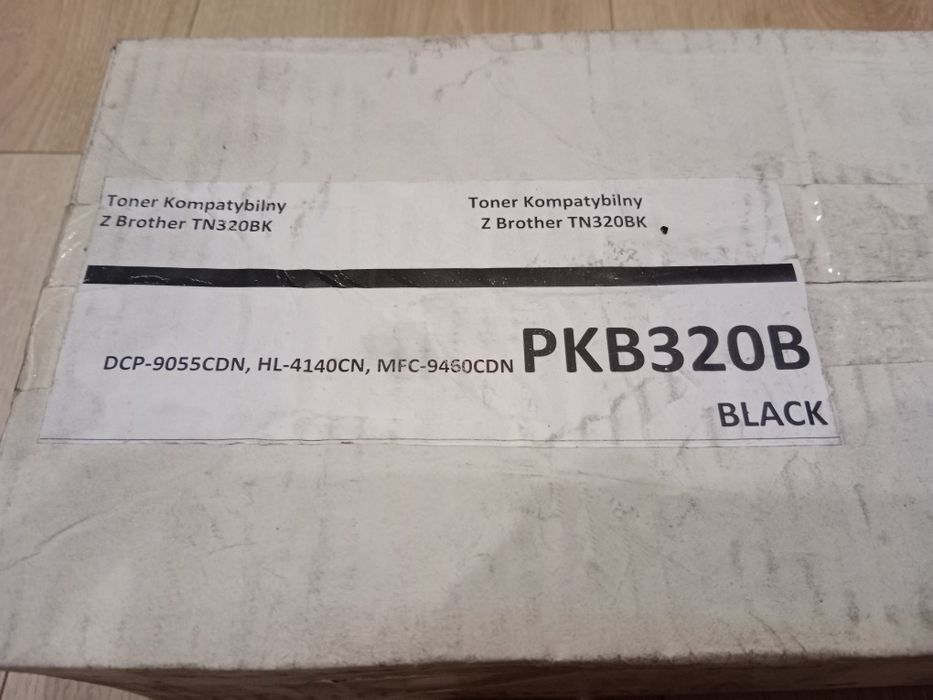 Toner Kompatybilny
Z Brother TN320BK
Toner Kompatybilny
Z Brother TN320BK
DCP-9055CDN, HL-4140CN, MFC-9460CDN PKB320B
BLACK